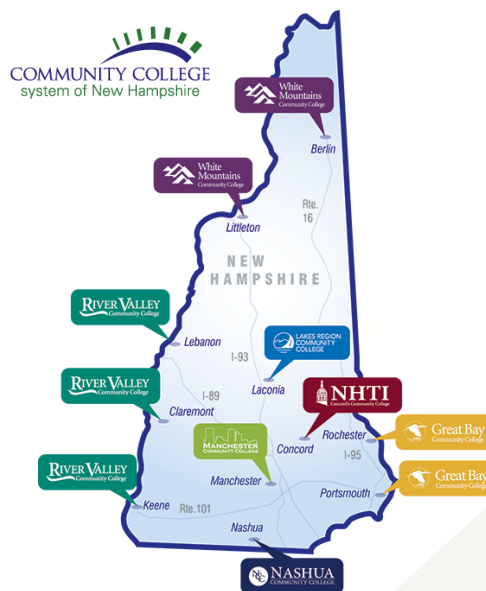 COMMUNITY COLLEGE
system of New Hampshire
White
Mountains
Community College
Berlin
White
Mountains
Community College
Littleton
Rte.
16
NEW
HAMPSHIRE
RIVER VALLEY
Community College
Lebanon
I-93
LAKES REGION
COMMUNITY
COLLEGE
Laconia
RIVER VALLEY
Community College
I-89
Claremont
NHTI
Concord's Community College
MANCHESTER
COMMUNITY COLLEGE
Concord
Rochester
Great Bay
Community College
I-95
RIVER VALLEY
Community College
Manchester
Portsmouth
Great Bay
Community College
Keene
Rte. 101
Nashua
NCC
NASHUA
COMMUNITY COLLEGE